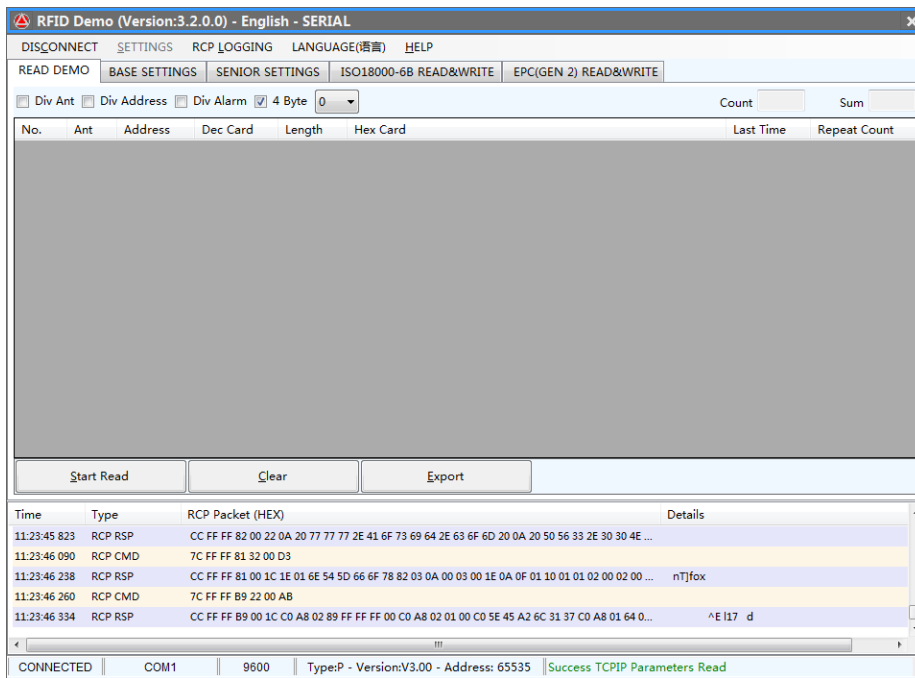 RFID Demo (Version:3.2.0.0) - English - SERIAL
DISCONNECT SETTINGS RCP LOGGING LANGUAGE(语言) HELP
READ DEMO BASE SETTINGS SENIOR SETTINGS ISO18000-6B READ&WRITE EPC(GEN 2) READ&WRITE
Div Ant Div Address Div Alarm 4 Byte 0 Count Sum
No. Ant Address Dec Card Length Hex Card Last Time Repeat Count
Start Read Clear Export
Time Type RCP Packet (HEX) Details
11:23:45 823 RCP RSP CC FF FF 82 00 22 0A 20 77 77 77 2E 41 6F 73 69 64 2E 63 6F 6D 20 0A 20 50 56 33 2E 30 30 4E ...
11:23:46 090 RCP CMD 7C FF FF 81 32 00 D3
11:23:46 238 RCP RSP CC FF FF 81 00 1C 1E 01 6E 54 5D 66 6F 78 82 03 0A 00 03 00 1E 0A 0F 01 10 01 01 02 00 02 00 ... nT]fox
11:23:46 260 RCP CMD 7C FF FF B9 22 00 AB
11:23:46 334 RCP RSP CC FF FF B9 00 1C C0 A8 02 89 FF FF FF 00 C0 A8 02 01 00 C0 5E 45 A2 6C 31 37 C0 A8 01 64 0... ^E l17 d
CONNECTED COM1 9600 Type:P - Version:V3.00 - Address: 65535 Success TCPIP Parameters Read